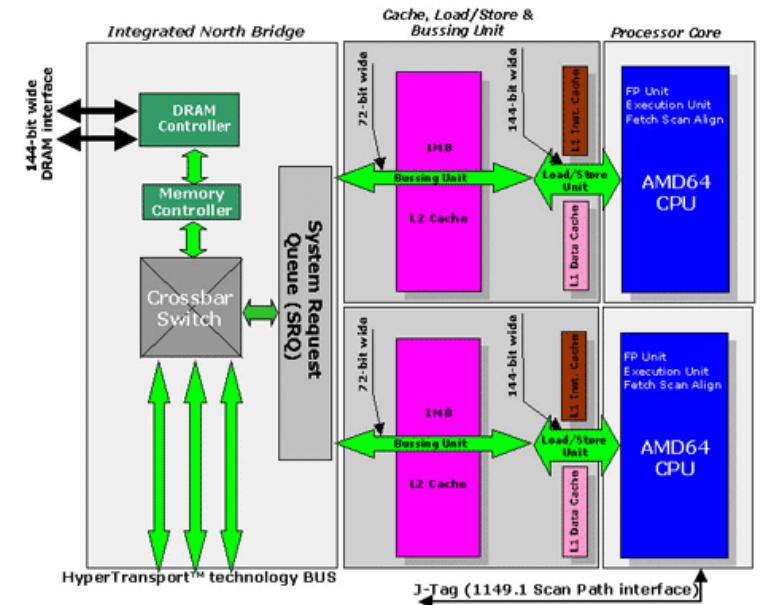 Integrated North Bridge
Cache, Load/Store &
Bussing Unit
Processor Core
144-bit wide
DRAM interface
DRAM
Controller
Memory
Controller
Crossbar
Switch
System Request
Queue (SRQ)
HyperTransport™ technology BUS
72-bit wide
1MB
Bussing Unit
L2 Cache
144-bit wide
L1 Inst. Cache
Load/Store
Unit
L1 Data Cache
FP Unit
Execution Unit
Fetch Scan Align
AMD64
CPU
72-bit wide
1MB
Bussing Unit
L2 Cache
144-bit wide
L1 Inst. Cache
Load/Store
Unit
L1 Data Cache
FP Unit
Execution Unit
Fetch Scan Align
AMD64
CPU
J-Tag (1149.1 Scan Path interface)